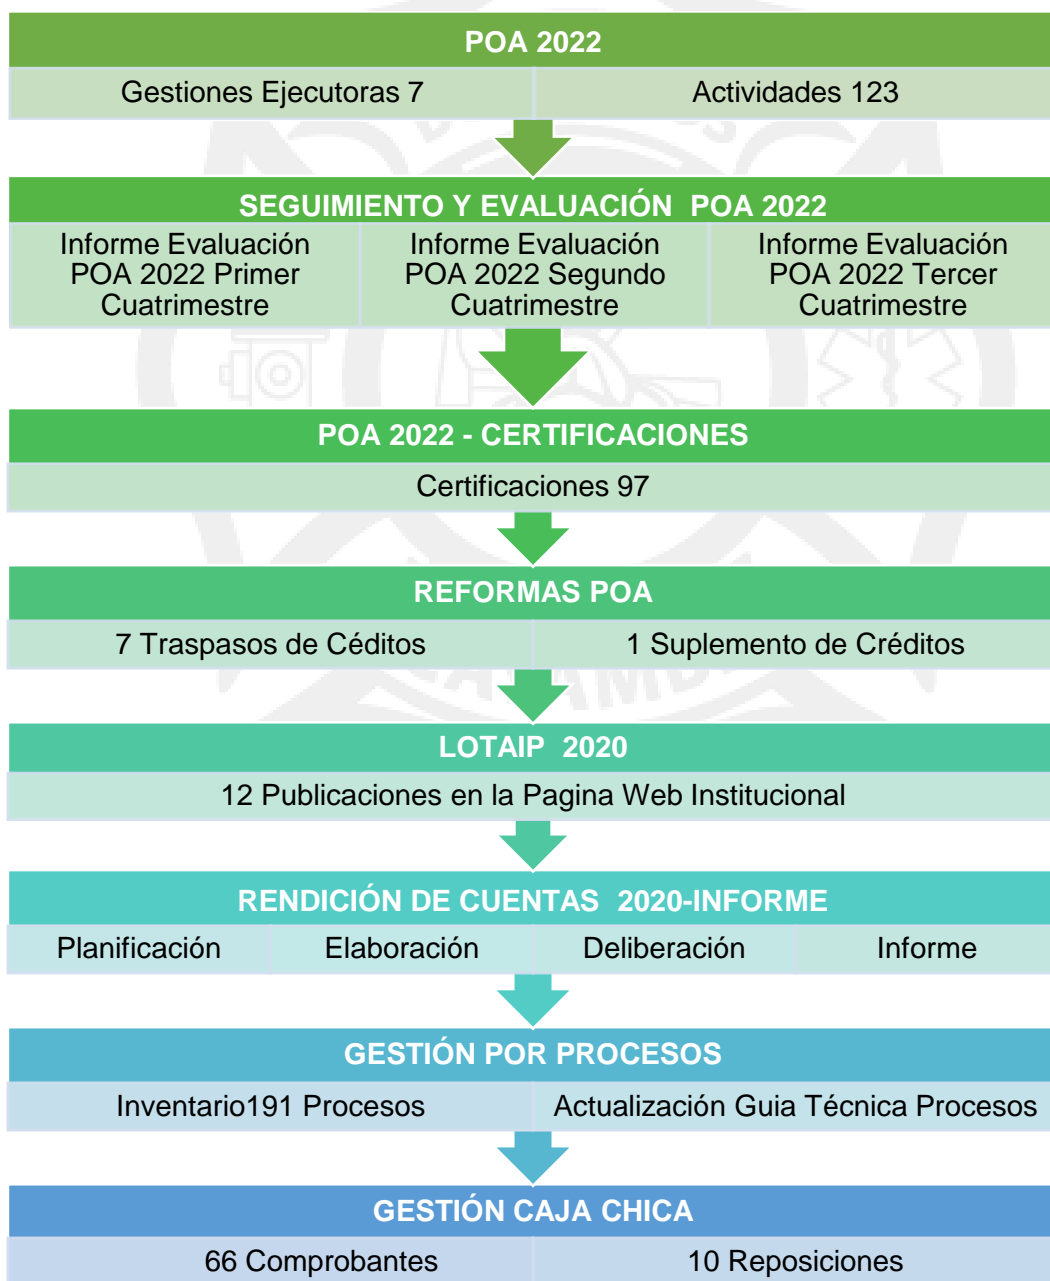 POA 2022
Gestiones Ejecutoras 7
Actividades 123
SEGUIMIENTO Y EVALUACIÓN POA 2022
Informe Evaluación
POA 2022 Primer
Cuatrimestre
Informe Evaluación
POA 2022 Segundo
Cuatrimestre
Informe Evaluación
POA 2022 Tercer
Cuatrimestre
POA 2022 - CERTIFICACIONES
Certificaciones 97
REFORMAS POA
7 Traspasos de Céditos
1 Suplemento de Créditos
LOTAIP 2020
12 Publicaciones en la Pagina Web Institucional
RENDICIÓN DE CUENTAS 2020-INFORME
Planificación
Elaboración
Deliberación
Informe
GESTIÓN POR PROCESOS
Inventario191 Procesos
Actualización Guia Técnica Procesos
GESTIÓN CAJA CHICA
66 Comprobantes
10 Reposiciones